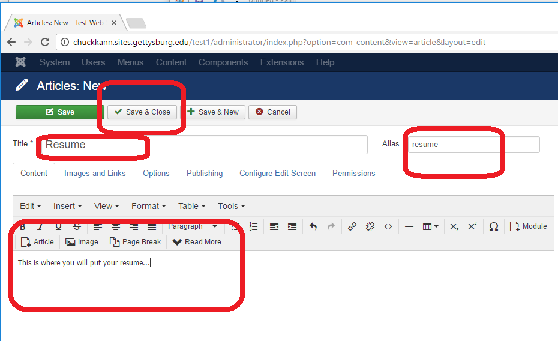 Articles: New - Test Web
chuckhann.sites.gettysburg.edu/test1/administrator/index.php?option=com_content&view=article&layout=edit
System Users Menus Content Components Extensions Help
Articles: New
Save Save & Close Save & New Cancel
Title * Resume Alias resume
Content Images and Links Options Publishing Configure Edit Screen Permissions
Edit Insert View Format Table Tools
B I U S Paragraph Module
Article Image Page Break Read More
This is where you will put your resume...